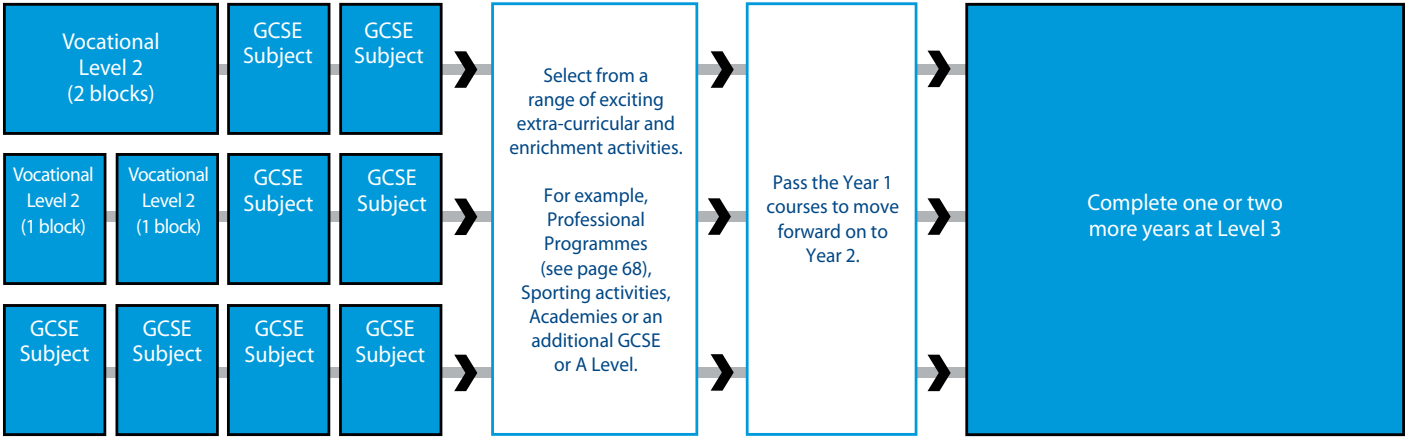 Vocational
Level 2
(2 blocks)
GCSE
Subject
GCSE
Subject
Vocational
Level 2
(1 block)
Vocational
Level 2
(1 block)
GCSE
Subject
GCSE
Subject
GCSE
Subject
GCSE
Subject
GCSE
Subject
GCSE
Subject
Select from a
range of exciting
extra-curricular and
enrichment activities.
For example,
Professional
Programmes
(see page 68),
Sporting activities,
Academies or an
additional GCSE
or A Level.
Pass the Year 1
courses to move
forward on to
Year 2.
Complete one or two
more years at Level 3